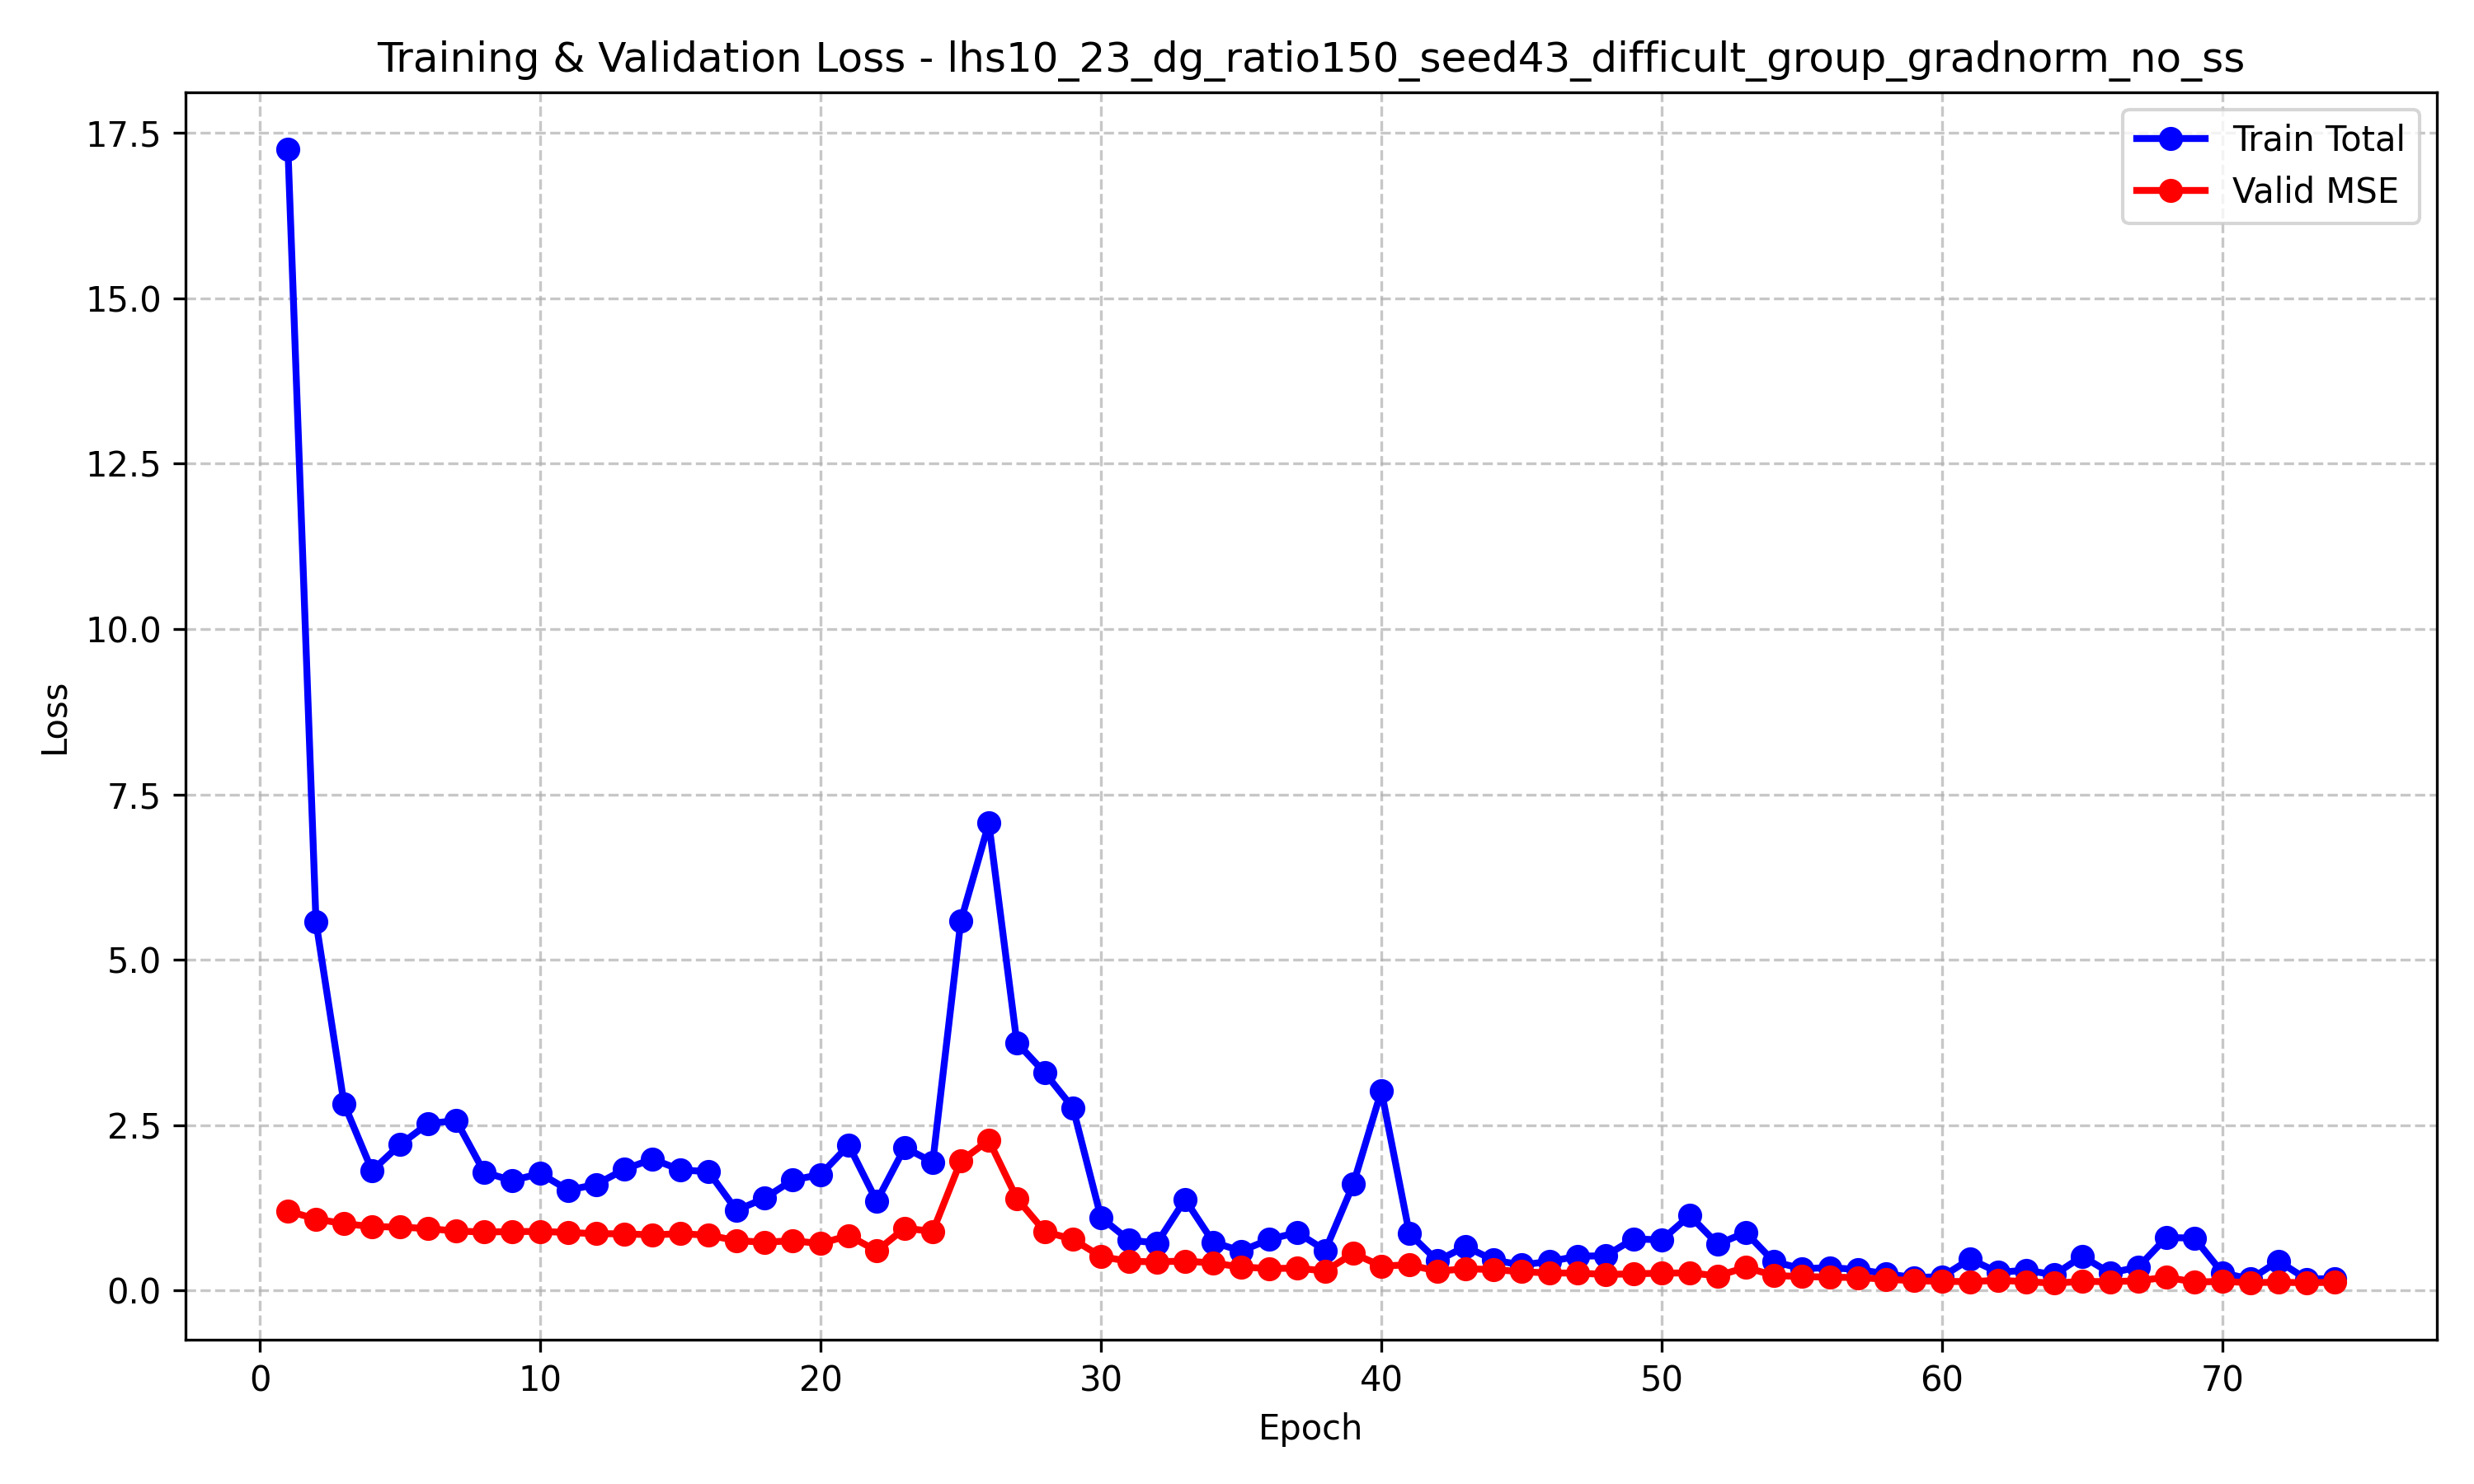 Training & Validation Loss - lhs10_23_dg_ratio150_seed43_difficult_group_gradnorm_no_ss
Train Total
Valid MSE
Loss
17.5
15.0
12.5
10.0
7.5
5.0
2.5
0.0
0 10 20 30 40 50 60 70
Epoch